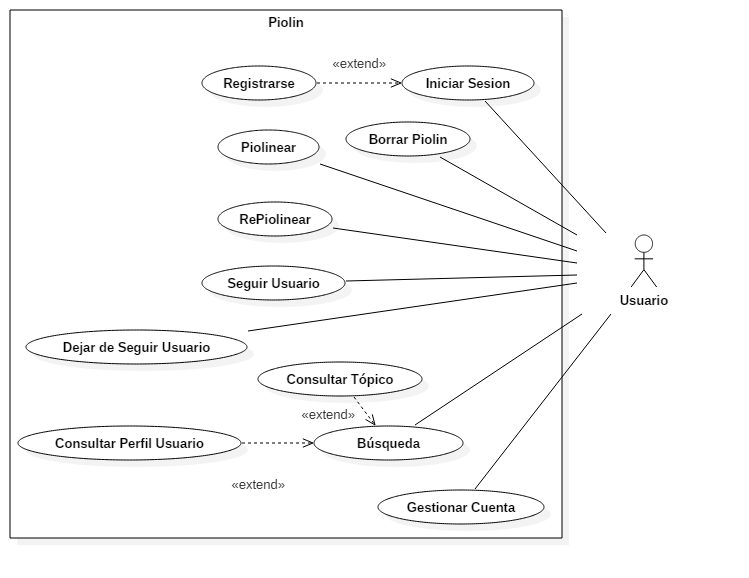 Piolin
«extend»
Registrarse
Iniciar Sesion
Borrar Piolin
Piolinear
RePiolinear
Seguir Usuario
Usuario
Dejar de Seguir Usuario
Consultar Tópico
«extend»
Consultar Perfil Usuario
Búsqueda
«extend»
Gestionar Cuenta